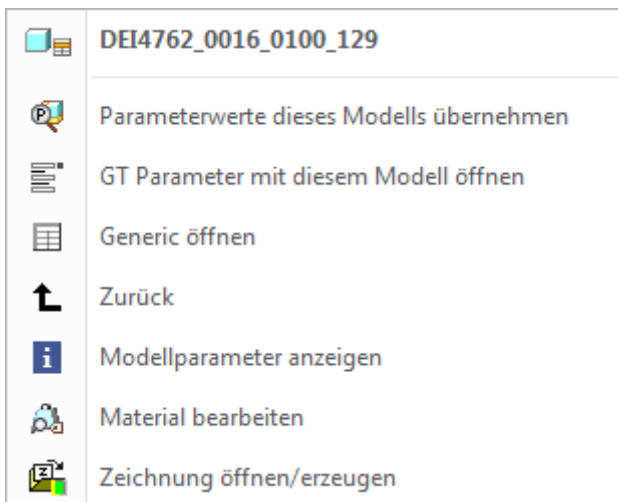 DEI4762_0016_0100_129
Parameterwerte dieses Modells übernehmen
GT Parameter mit diesem Modell öffnen
Generic öffnen
Zurück
Modellparameter anzeigen
Material bearbeiten
Zeichnung öffnen/erzeugen